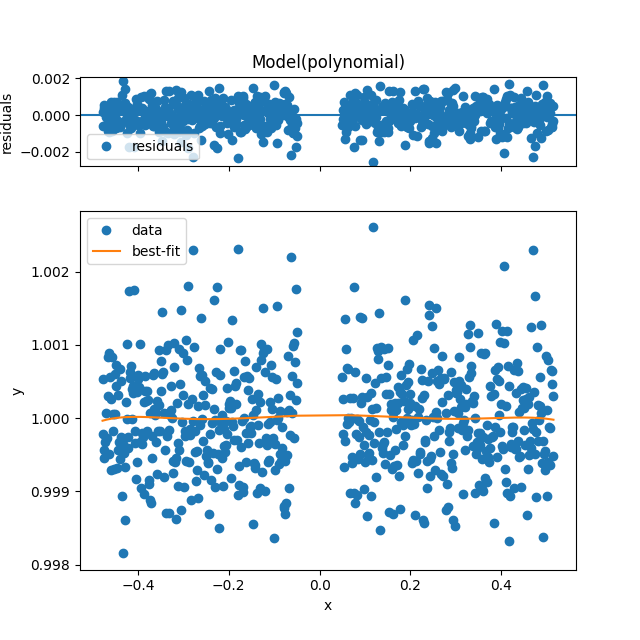 Model(polynomial)
0.002
0.000
−0.002
residuals
residuals
data
best-fit
1.002
1.001
1.000
0.999
0.998
y
−0.4
−0.2
0.0
0.2
0.4
x